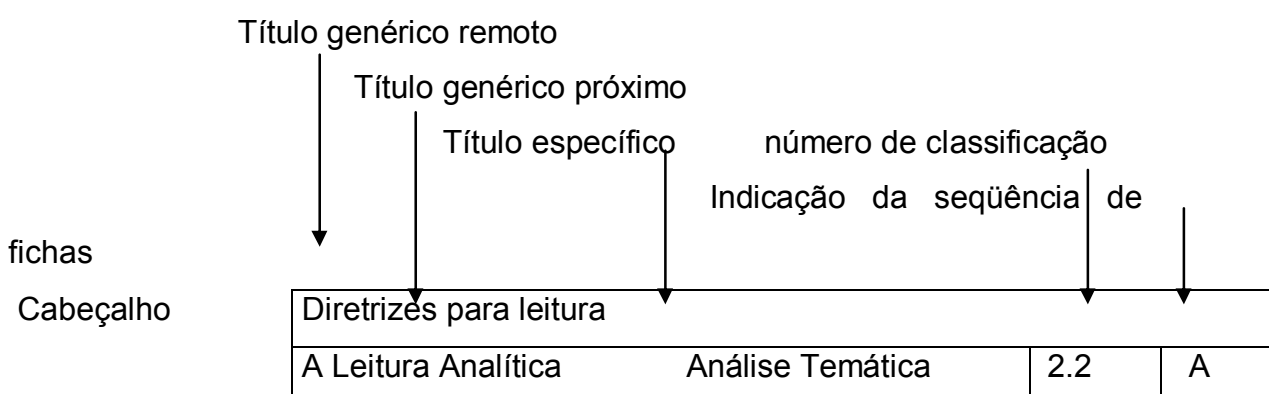 Título genérico remoto
Título genérico próximo
Título específico número de classificação
Indicação da seqüência de
fichas
Cabeçalho Diretrizes para leitura
A Leitura Analítica Análise Temática 2.2 A